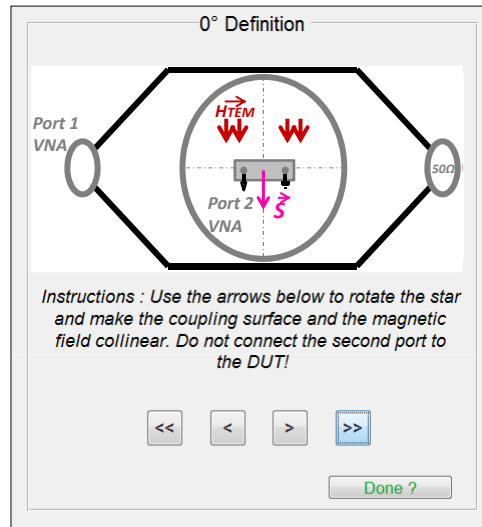 0° Definition
HTEM
Port 1
VNA
50Ω
Port 2
VNA
S
Instructions : Use the arrows below to rotate the star
and make the coupling surface and the magnetic
field collinear. Do not connect the second port to
the DUT!
<< < > >>
Done ?